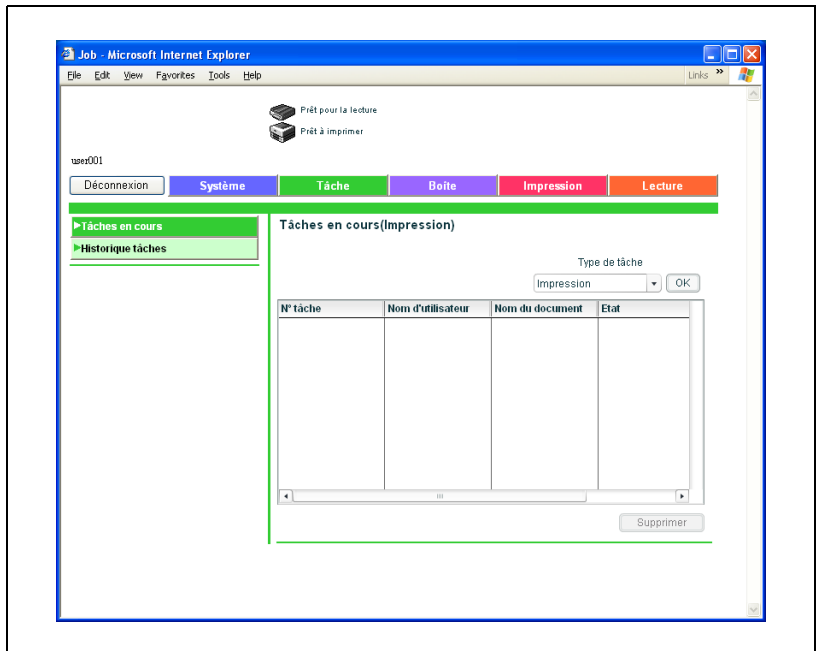 Job - Microsoft Internet Explorer
File Edit View Favorites Tools Help Links »
Prêt pour la lecture
Prêt à imprimer
user001
Déconnexion Système Tâche Boîte Impression Lecture
Tâches en cours
Historique tâches
Tâches en cours(Impression)
Type de tâche
Impression OK
N° tâche Nom d'utilisateur Nom du document Etat
Supprimer